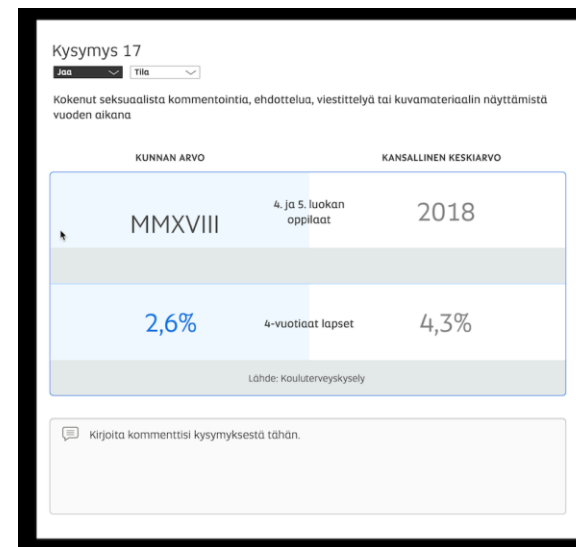 Kysymys 17
Jaa
Tila
Kokenut seksuaalista kommentointia, ehdottelua, viestittelyä tai kuvamateriaalin näyttämistä
vuoden aikana
KUNNAN ARVO
KANSALLINEN KESKIARVO
MMXVIII
4. ja 5. luokan
oppilaat
2018
2,6%
4-vuotiaat lapset
4,3%
Lähde: Kouluterveyskysely
Kirjoita kommenttisi kysymyksestä tähän.